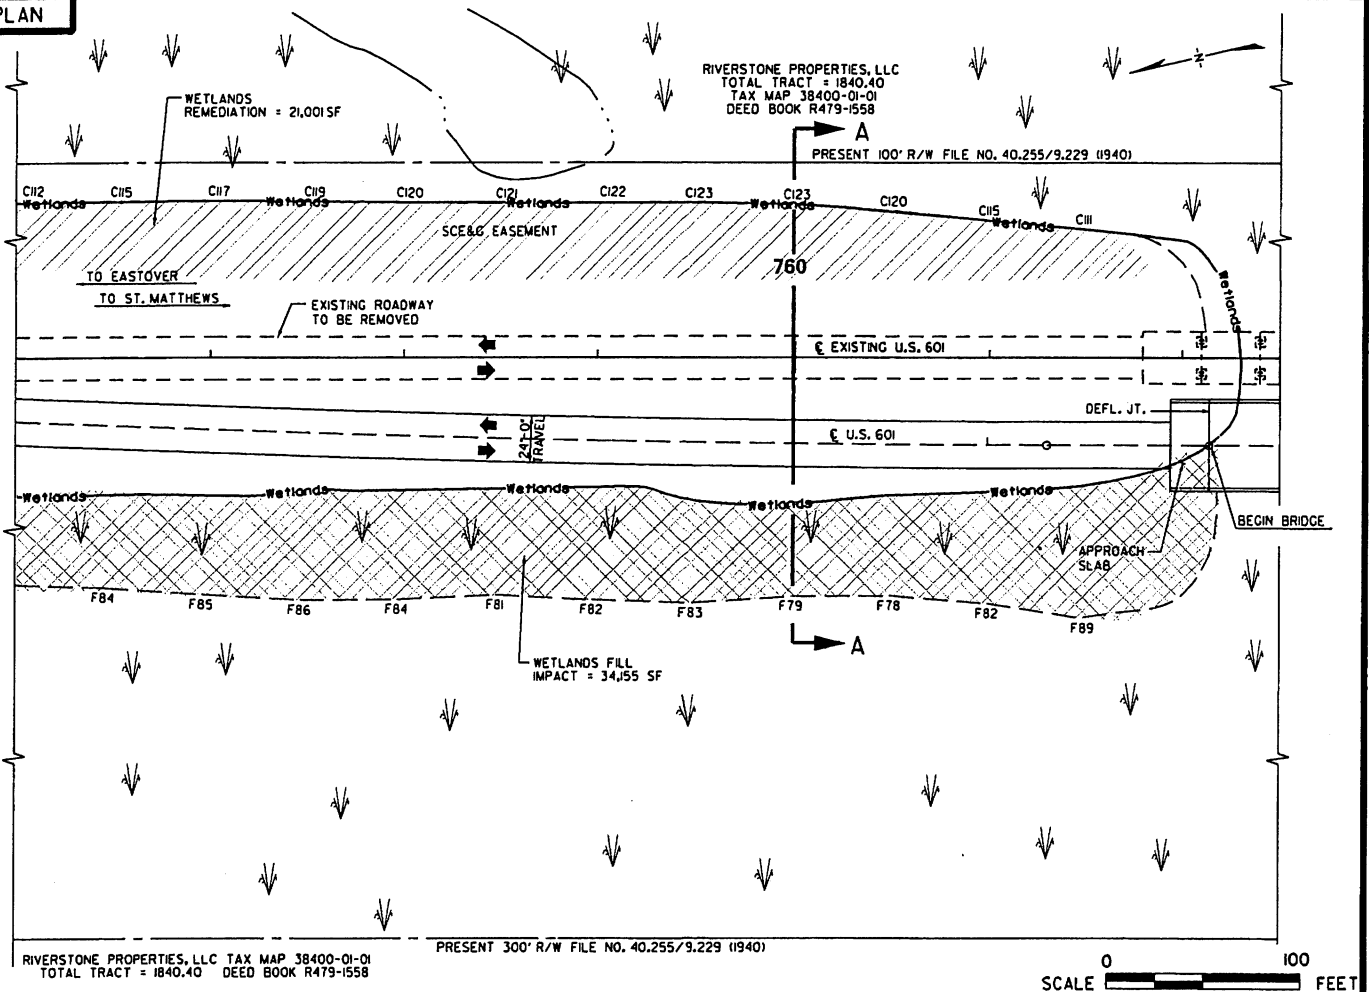 PLAN
N
WETLANDS
REMEDIATION = 21,001 SF
RIVERSTONE PROPERTIES, LLC
TOTAL TRACT = 1840.40
TAX MAP 38400-01-01
DEED BOOK R479-1558
A
PRESENT 100' R/W FILE NO. 40.255/9.229 (1940)
C112 C115 C117 C119 C120 C121 C122 C123 C123 C120 C115 C111
Wetlands Wetlands Wetlands Wetlands Wetlands
SCE&G EASEMENT
760
TO EASTOVER
TO ST. MATTHEWS
Wetlands
EXISTING ROADWAY
TO BE REMOVED
℄ EXISTING U.S. 601
DEFL. JT.
24'-0"
TRAVEL
℄ U.S. 601
Wetlands Wetlands Wetlands Wetlands Wetlands
BEGIN BRIDGE
APPROACH
SLAB
F84 F85 F86 F84 F81 F82 F83 F79 F78 F82 F89
A
WETLANDS FILL
IMPACT = 34,155 SF
PRESENT 300' R/W FILE NO. 40.255/9.229 (1940)
RIVERSTONE PROPERTIES, LLC TAX MAP 38400-01-01
TOTAL TRACT = 1840.40 DEED BOOK R479-1558
0 100
SCALE FEET